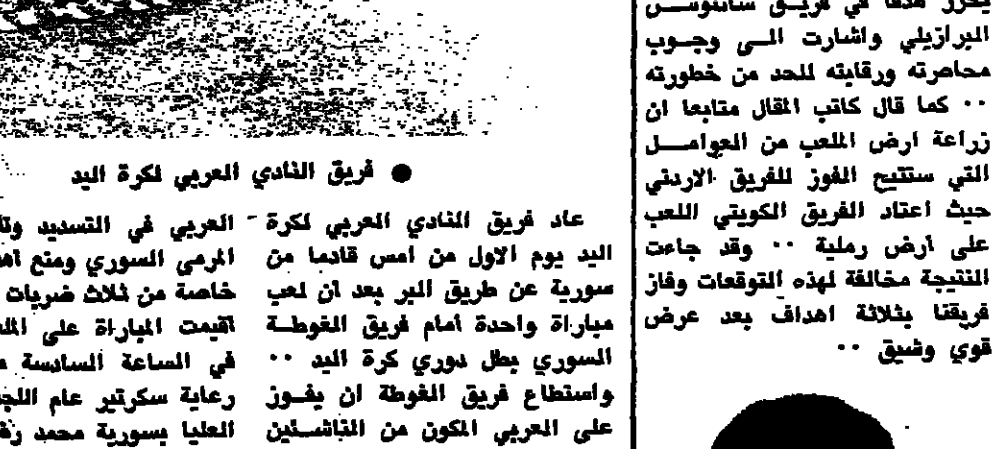 يحرز هدفا في فريق سانتوس
البرازيلي واشارت الى وجوب
محاصرته ورقابته للحد من خطورته
٠٠ كما قال كاتب المقال متابعا ان
زراعة ارض الملعب من العوامل
التي ستتيح الفوز للفريق الاردني
حيث اعتاد الفريق الكويتي اللعب
على أرض رملية ٠٠ وقد جاءت
النتيجة مخالفة لهذه التوقعات وفاز
فريقنا بثلاثة اهداف بعد عرض
قوي وشيق ٠٠
● فريق النادي العربي لكرة اليد
عاد فريق النادي العربي لكرة
اليد يوم الاول من امس قادما من
سورية عن طريق البر بعد أن لعب
مباراة واحدة أمام فريق الغوطة
السوري بطل دوري كرة اليد ٠٠
واستطاع فريق الغوطة ان يفوز
على العربي المكون من الناشئين
العربي في التسديد
المرمى السوري ومنع
خاصة من ثلاث ضربات
أقيمت المباراة على
في الساعة السادسة
رعاية سكرتير عام
العليا بسورية محمد